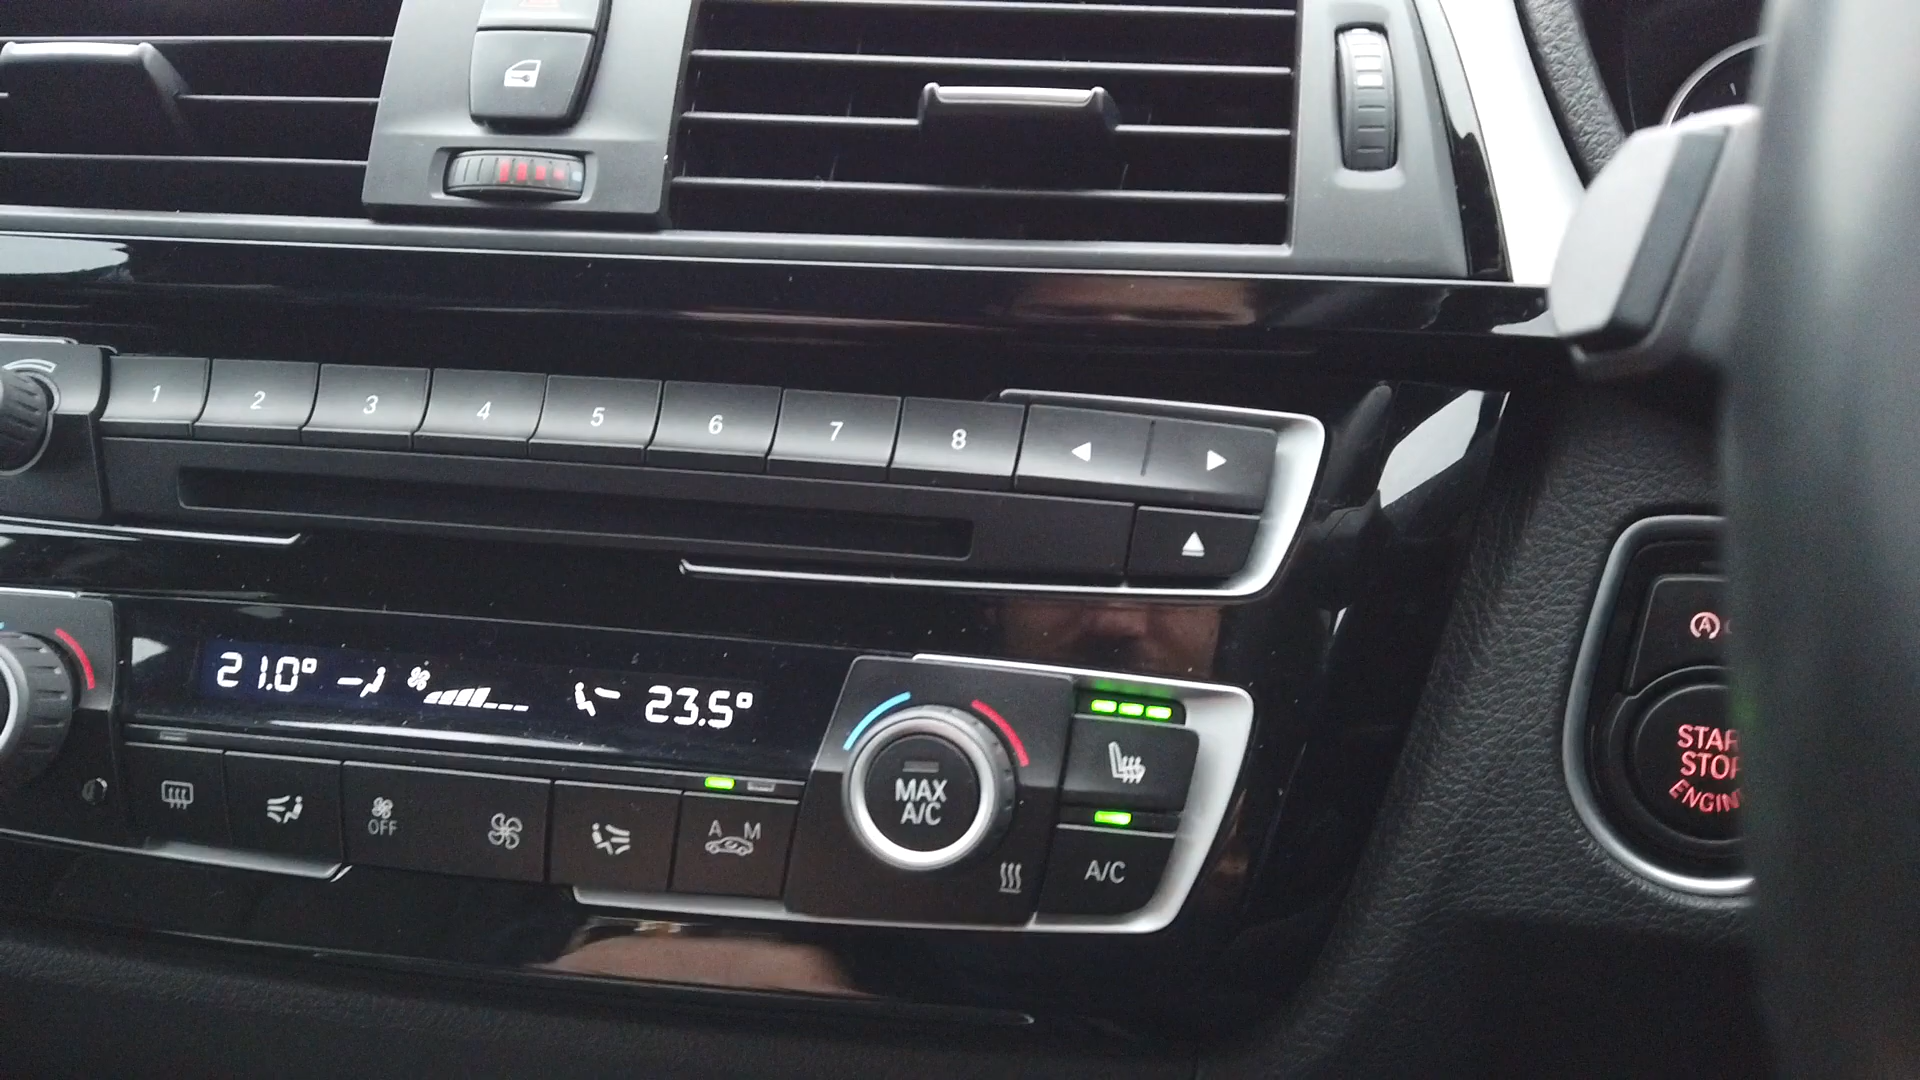 1 2 3 4 5 6 7 8
21.0° 23.5°
MAX
A/C
OFF
A M
A/C
A
STAR
STOP
ENGIN